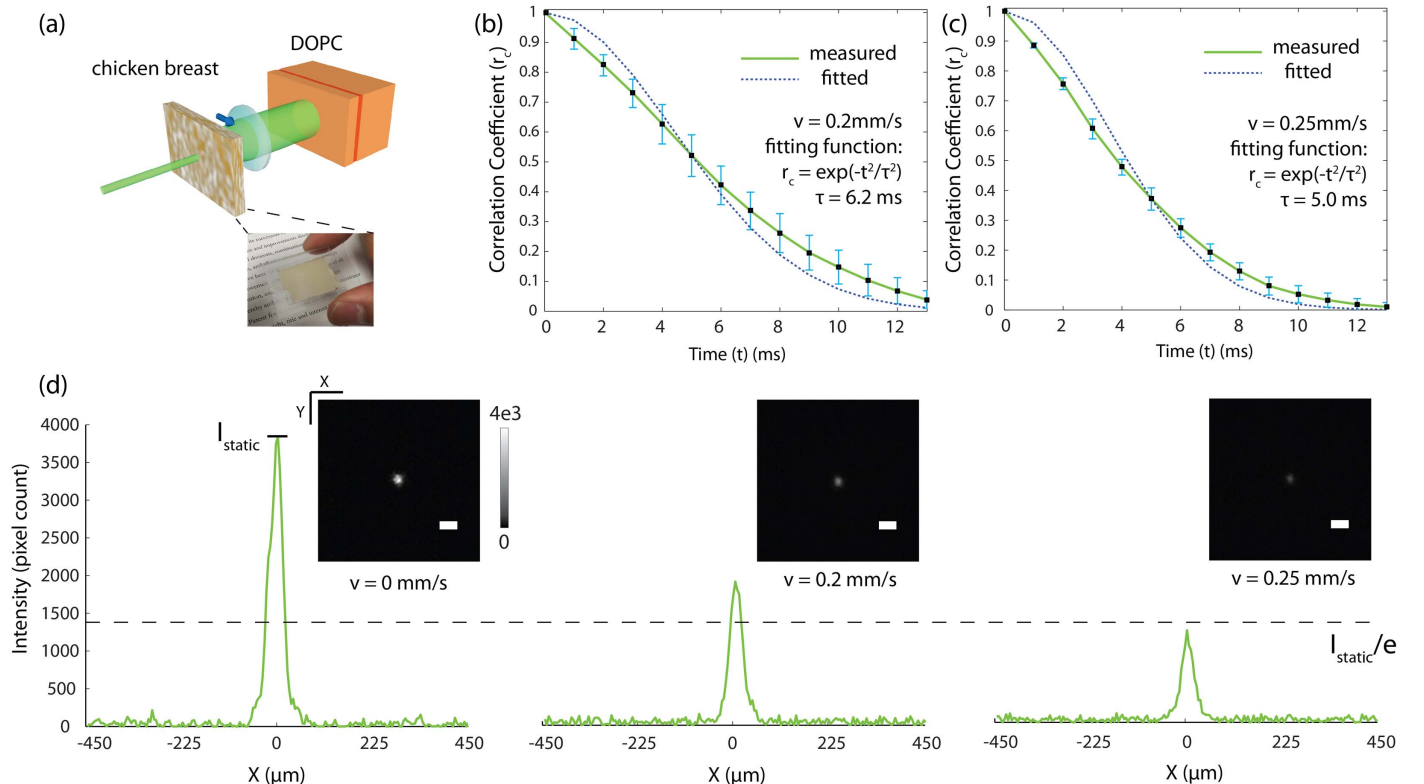 (a)
DOPC
chicken breast
(b)
Correlation Coefficient (r_c)
1
0.9
0.8
0.7
0.6
0.5
0.4
0.3
0.2
0.1
0
measured
fitted
v = 0.2mm/s
fitting function:
r_c = exp(-t²/τ²)
τ = 6.2 ms
0 2 4 6 8 10 12
Time (t) (ms)
(c)
Correlation Coefficient (r_c)
1
0.9
0.8
0.7
0.6
0.5
0.4
0.3
0.2
0.1
0
measured
fitted
v = 0.25mm/s
fitting function:
r_c = exp(-t²/τ²)
τ = 5.0 ms
0 2 4 6 8 10 12
Time (t) (ms)
(d)
Intensity (pixel count)
4000
3500
3000
2500
2000
1500
1000
500
0
I_static
X
Y
4e3
0
v = 0 mm/s
v = 0.2 mm/s
v = 0.25 mm/s
I_static/e
-450 -225 0 225 450
X (μm)
-450 -225 0 225 450
X (μm)
-450 -225 0 225 450
X (μm)